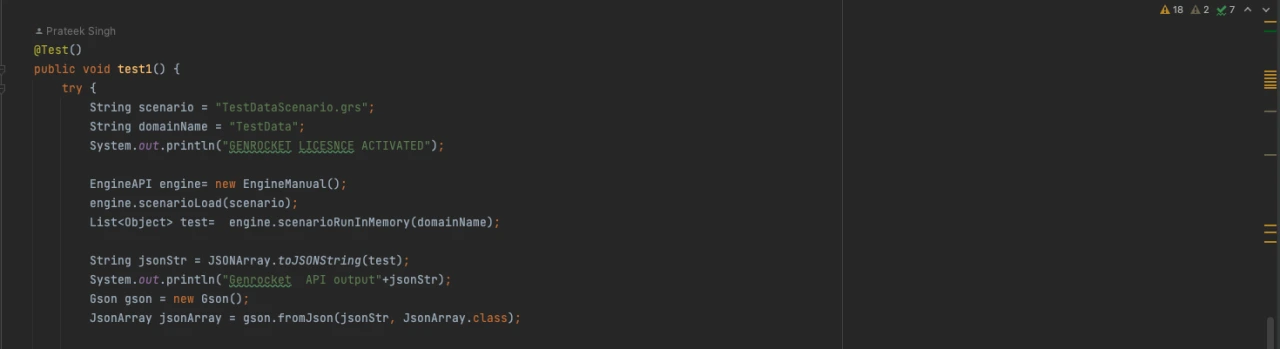 18 2 7
Prateek Singh
@Test()
public void test1() {
try {
String scenario = "TestDataScenario.grs";
String domainName = "TestData";
System.out.println("GENROCKET LICESNCE ACTIVATED");
EngineAPI engine= new EngineManual();
engine.scenarioLoad(scenario);
List<Object> test=  engine.scenarioRunInMemory(domainName);
String jsonStr = JSONArray.toJSONString(test);
System.out.println("Genrocket  API output"+jsonStr);
Gson gson = new Gson();
JsonArray jsonArray = gson.fromJson(jsonStr, JsonArray.class);